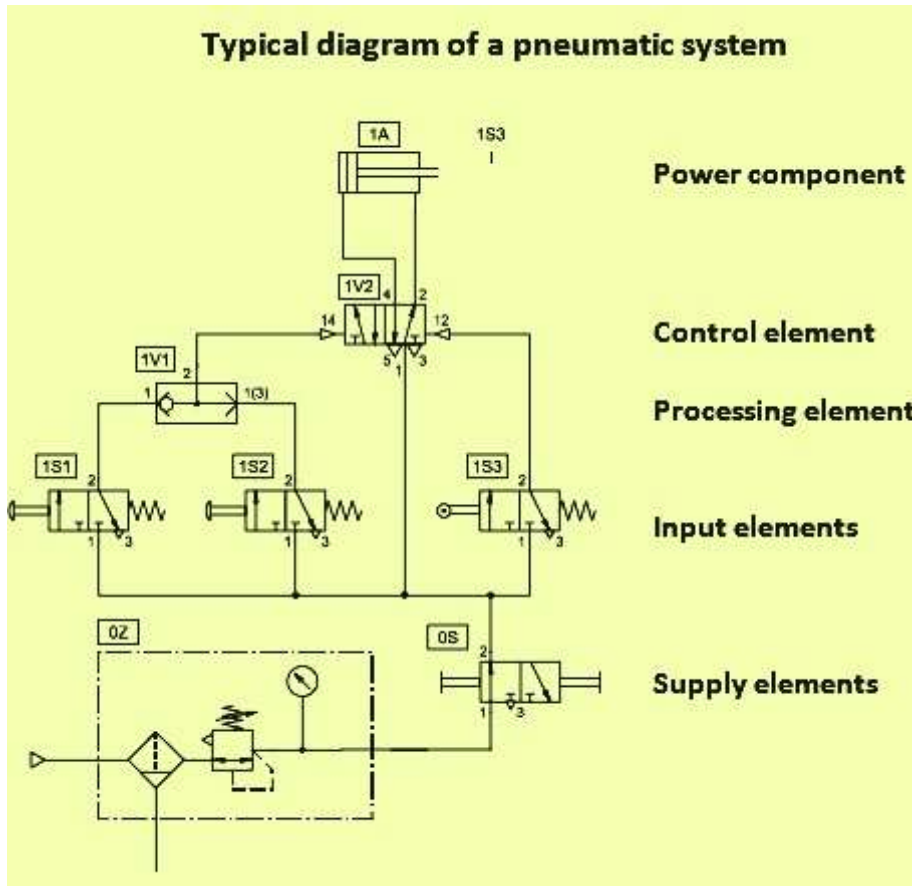 Typical diagram of a pneumatic system
1A
1S3
Power component
1V2
4
2
14
12
Control element
5
3
1
1V1
2
1
1(3)
Processing element
1S1
2
1S2
2
1S3
2
Input elements
1
3
1
3
1
3
0Z
0S
2
Supply elements
1
3